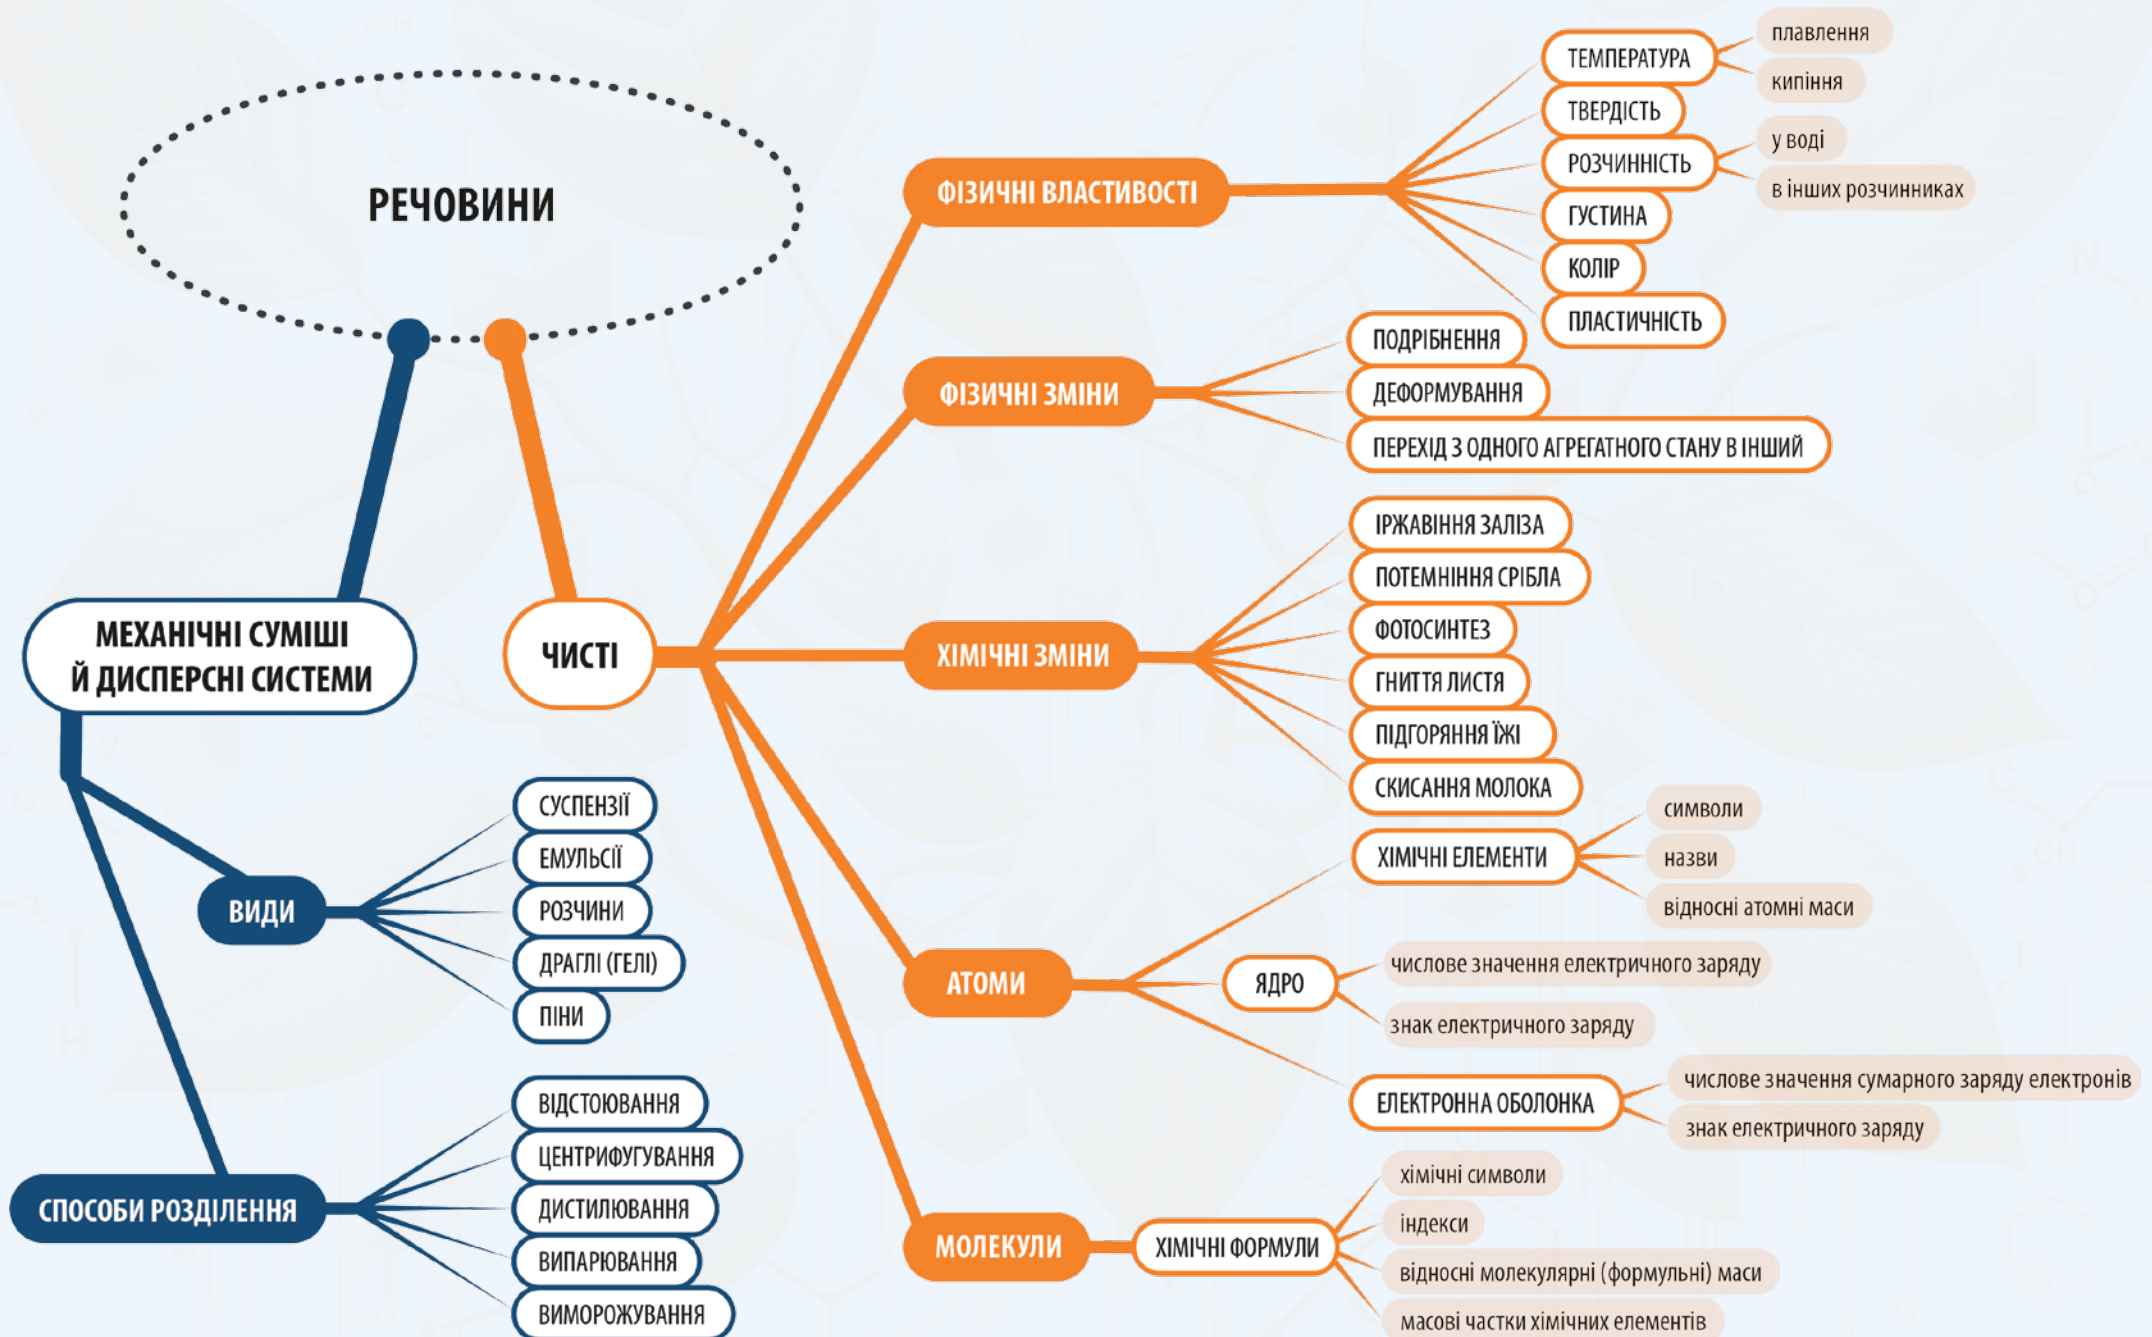 РЕЧОВИНИ
МЕХАНІЧНІ СУМІШІ
Й ДИСПЕРСНІ СИСТЕМИ
ВИДИ
СУСПЕНЗІЇ
ЕМУЛЬСІЇ
РОЗЧИНИ
ДРАГЛІ (ГЕЛІ)
ПІНИ
СПОСОБИ РОЗДІЛЕННЯ
ВІДСТОЮВАННЯ
ЦЕНТРИФУГУВАННЯ
ДИСТИЛЮВАННЯ
ВИПАРЮВАННЯ
ВИМОРОЖУВАННЯ
ЧИСТІ
ФІЗИЧНІ ВЛАСТИВОСТІ
ТЕМПЕРАТУРА
плавлення
кипіння
ТВЕРДІСТЬ
РОЗЧИННІСТЬ
у воді
в інших розчинниках
ГУСТИНА
КОЛІР
ПЛАСТИЧНІСТЬ
ФІЗИЧНІ ЗМІНИ
ПОДРІБНЕННЯ
ДЕФОРМУВАННЯ
ПЕРЕХІД З ОДНОГО АГРЕГАТНОГО СТАНУ В ІНШИЙ
ХІМІЧНІ ЗМІНИ
ІРЖАВІННЯ ЗАЛІЗА
ПОТЕМНІННЯ СРІБЛА
ФОТОСИНТЕЗ
ГНИТТЯ ЛИСТЯ
ПІДГОРЯННЯ ЇЖІ
СКИСАННЯ МОЛОКА
АТОМИ
ХІМІЧНІ ЕЛЕМЕНТИ
символи
назви
відносні атомні маси
ЯДРО
числове значення електричного заряду
знак електричного заряду
ЕЛЕКТРОННА ОБОЛОНКА
числове значення сумарного заряду електронів
знак електричного заряду
МОЛЕКУЛИ
ХІМІЧНІ ФОРМУЛИ
хімічні символи
індекси
відносні молекулярні (формульні) маси
масові частки хімічних елементів